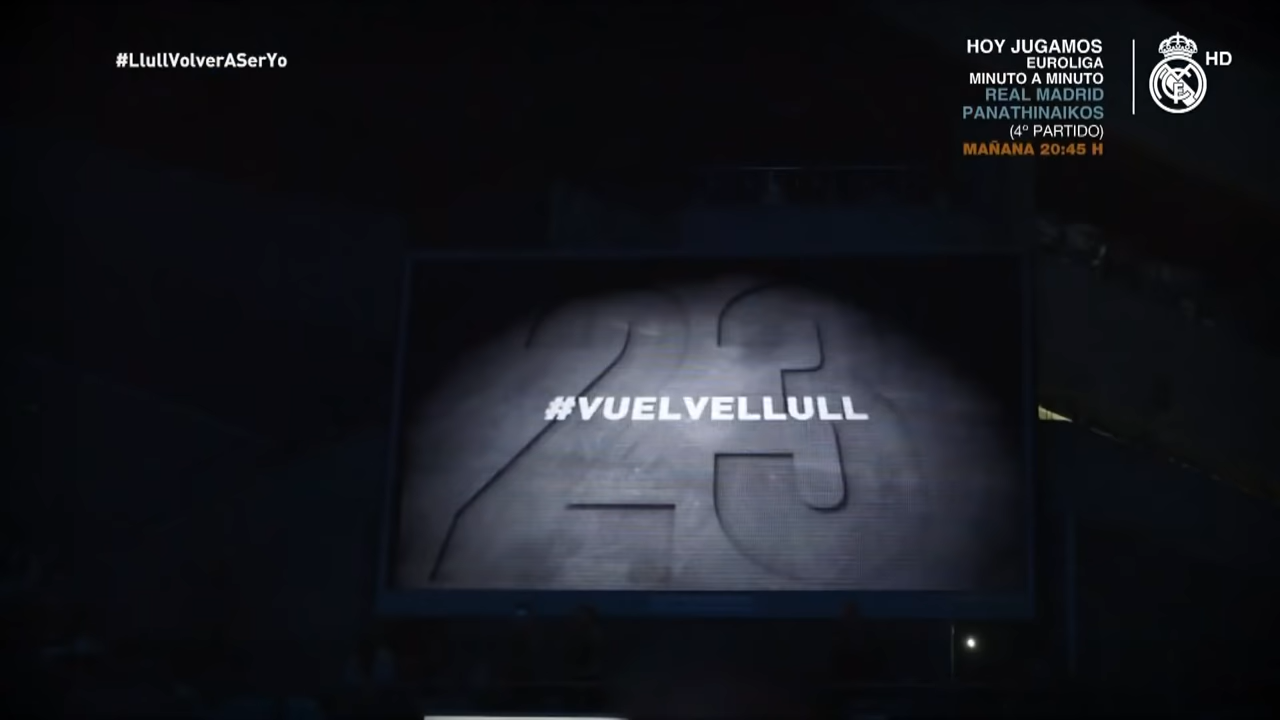 #LlullVolverASerYo
HOY JUGAMOS
EUROLIGA
MINUTO A MINUTO
REAL MADRID
PANATHINAIKOS
(4º PARTIDO)
MAÑANA 20:45 H
HD
23
#VUELVELLULL